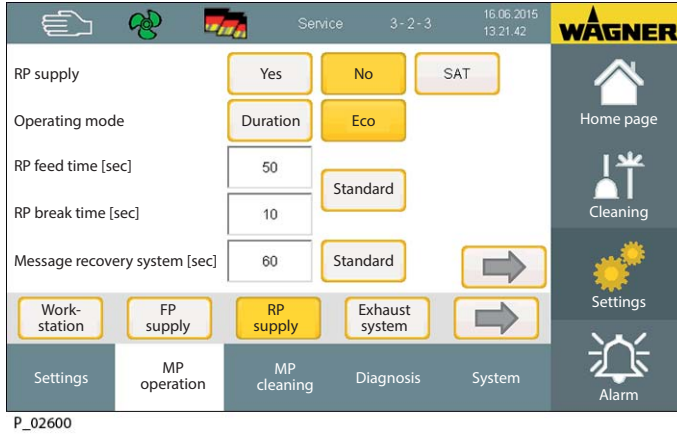 Service 3-2-3 16.06.2015
13.21.42
WAGNER
RP supply Yes No SAT
Operating mode Duration Eco
Home page
RP feed time [sec] 50
Standard
RP break time [sec] 10
Cleaning
Message recovery system [sec] 60 Standard
Settings
Work-
station
FP
supply
RP
supply
Exhaust
system
Settings
MP
operation
MP
cleaning
Diagnosis
System
Alarm
P_02600